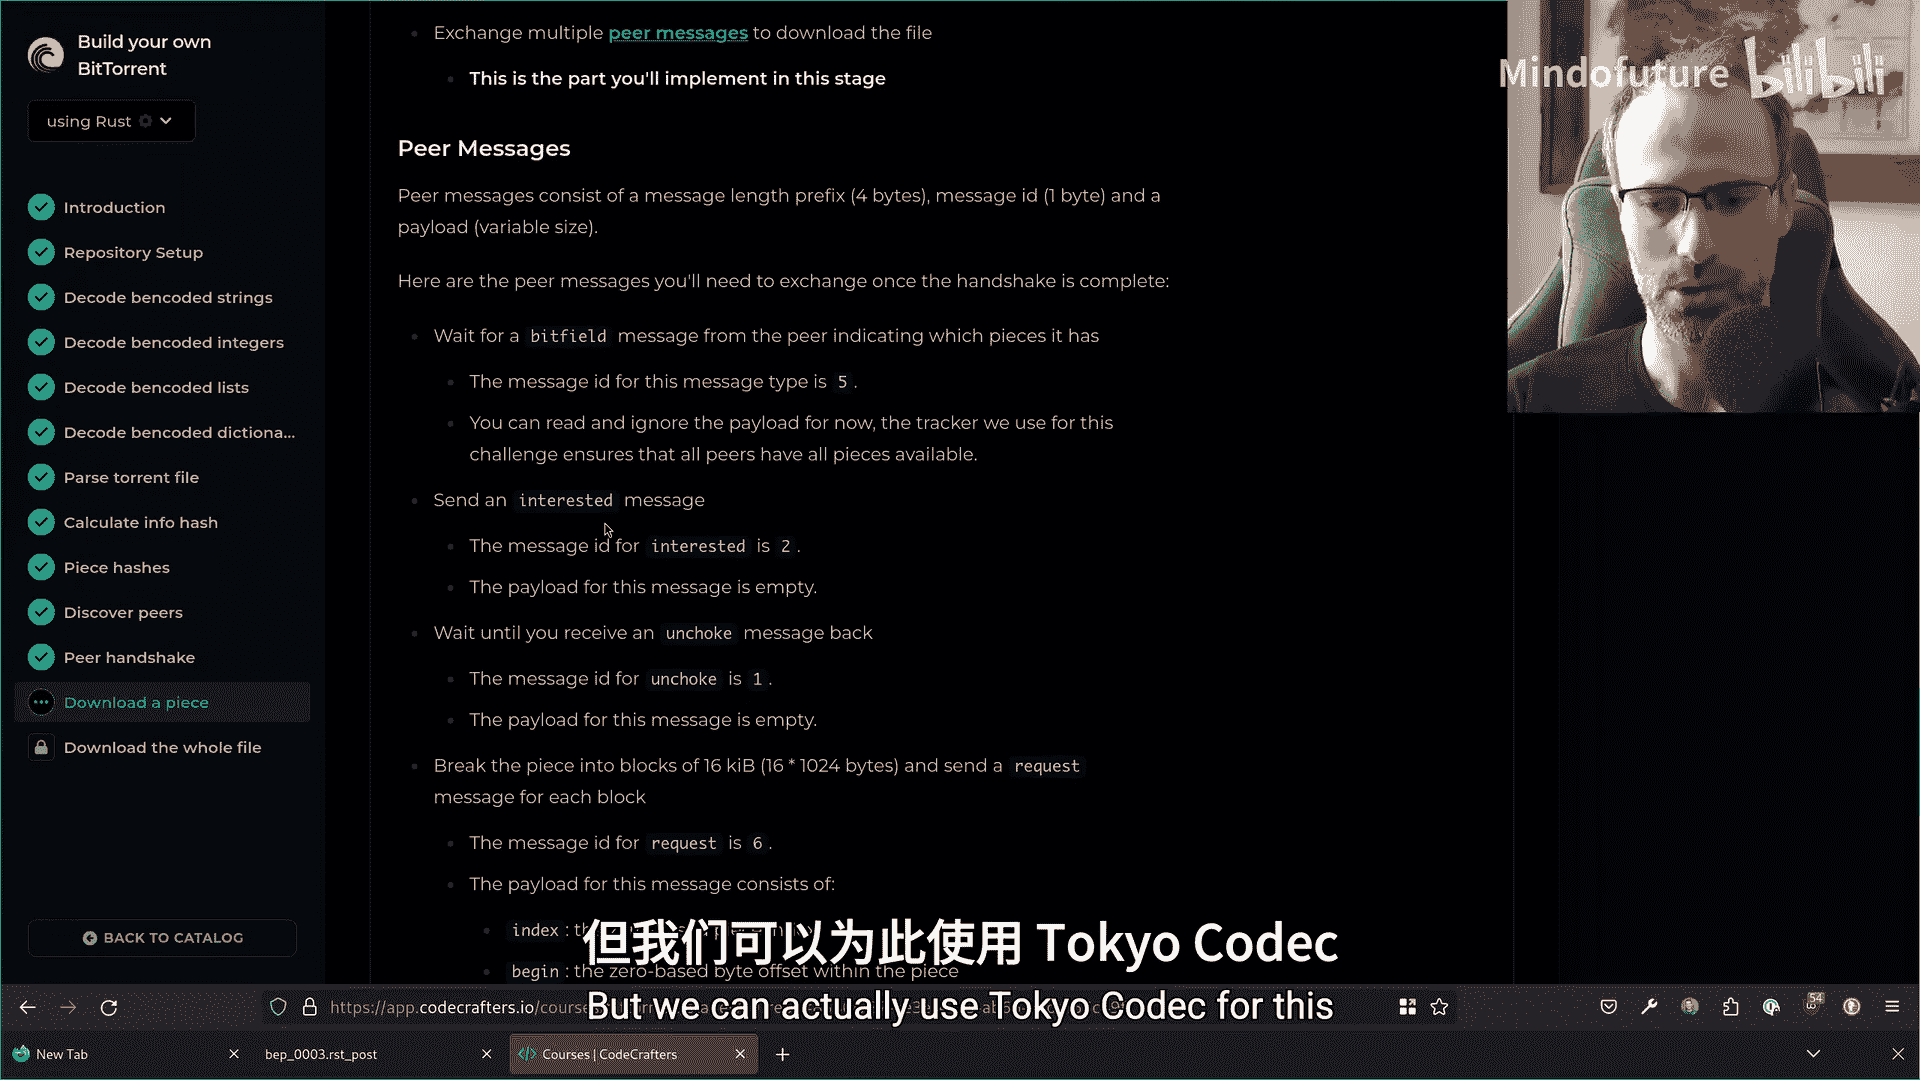 Build your own
BitTorrent
using Rust
Introduction
Repository Setup
Decode bencoded strings
Decode bencoded integers
Decode bencoded lists
Decode bencoded dictiona...
Parse torrent file
Calculate info hash
Piece hashes
Discover peers
Peer handshake
Download a piece
Download the whole file
BACK TO CATALOG
Exchange multiple peer messages to download the file
This is the part you'll implement in this stage
Peer Messages
Peer messages consist of a message length prefix (4 bytes), message id (1 byte) and a
payload (variable size).
Here are the peer messages you'll need to exchange once the handshake is complete:
Wait for a bitfield message from the peer indicating which pieces it has
The message id for this message type is 5.
You can read and ignore the payload for now, the tracker we use for this
challenge ensures that all peers have all pieces available.
Send an interested message
The message id for interested is 2.
The payload for this message is empty.
Wait until you receive an unchoke message back
The message id for unchoke is 1.
The payload for this message is empty.
Break the piece into blocks of 16 kiB (16 * 1024 bytes) and send a request
message for each block
The message id for request is 6.
The payload for this message consists of:
index:
begin: the zero-based byte offset within the piece
Mindofuture bilibili
但我们可以为此使用 Tokyo Codec
But we can actually use Tokyo Codec for this
https://app.codecrafters.io/course
54
New Tab
bep_0003.rst_post
Courses | CodeCrafters